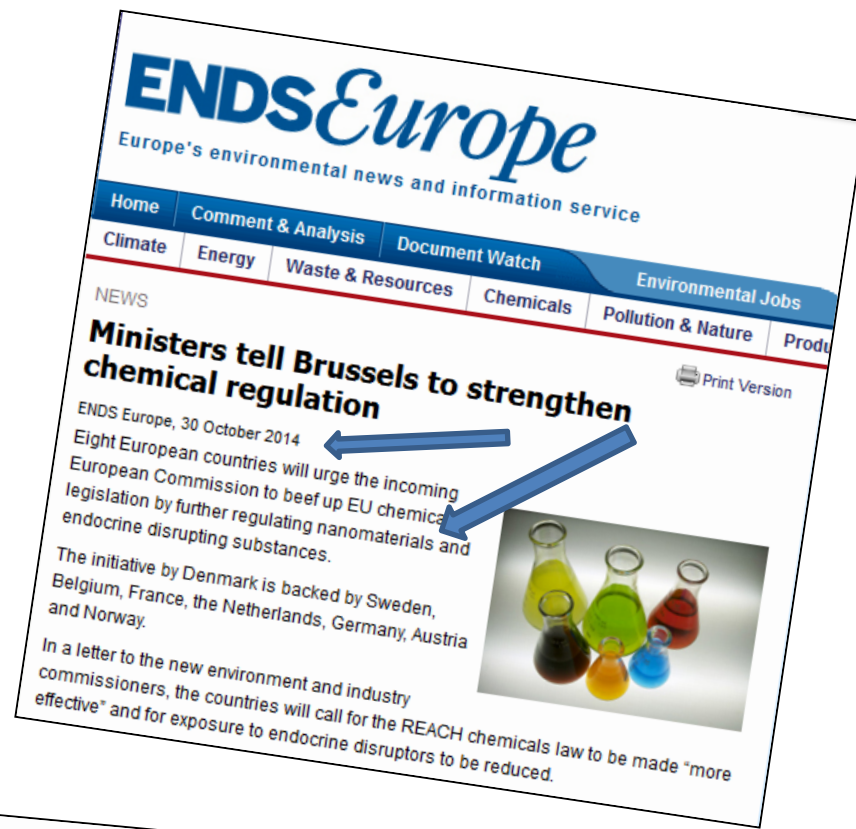 ENDSEurope
Europe's environmental news and information service
Home Comment & Analysis Document Watch Environmental Jobs
Climate Energy Waste & Resources Chemicals Pollution & Nature
NEWS
Print Version
Ministers tell Brussels to strengthen
chemical regulation
ENDS Europe, 30 October 2014
Eight European countries will urge the incoming
European Commission to beef up EU
legislation by further regulating nanomaterials and
endocrine disrupting substances.
The initiative by Denmark is backed by Sweden,
Belgium, France, the Netherlands, Germany, Austria
and Norway.
In a letter to the new environment and industry
commissioners, the countries will call for the REACH chemicals law to be made “more
effective” and for exposure to endocrine disruptors to be reduced.